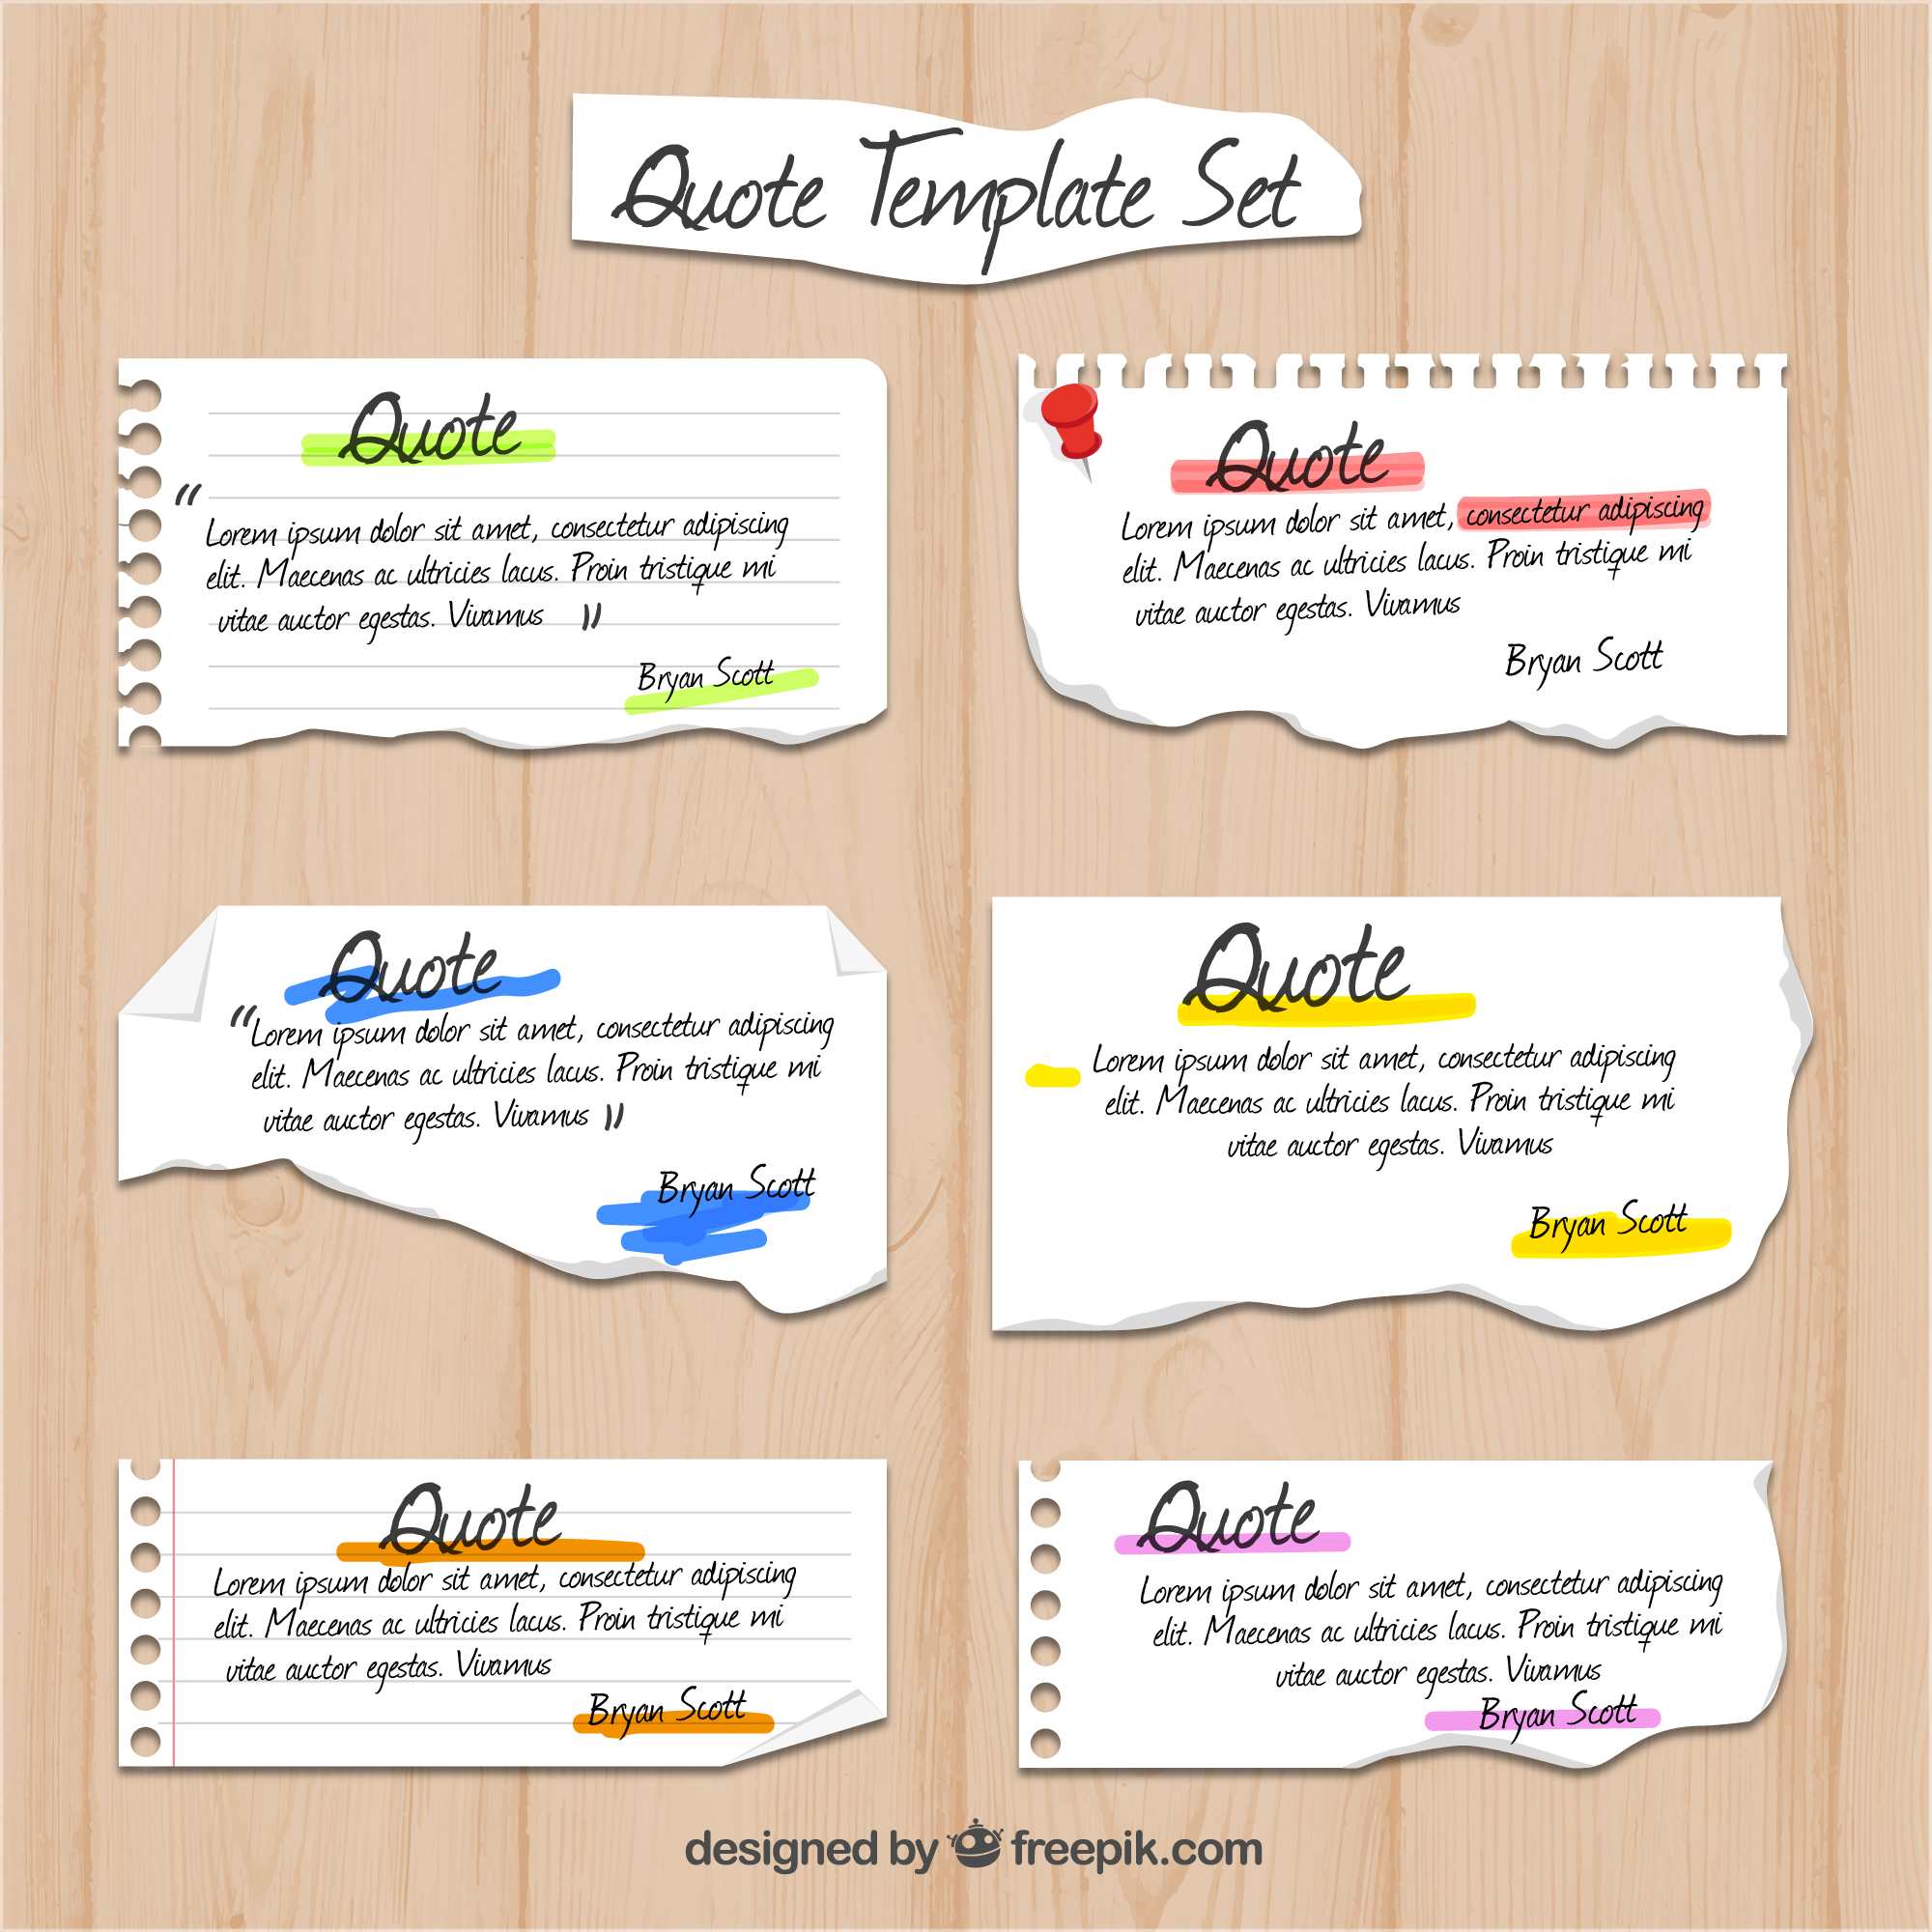 Quote Template Set
Quote
“
Lorem ipsum dolor sit amet, consectetur adipiscing
elit. Maecenas ac ultricies lacus. Proin tristique mi
vitae auctor egestas. Vivamus ”
Bryan Scott
Quote
Lorem ipsum dolor sit amet, consectetur adipiscing
elit. Maecenas ac ultricies lacus. Proin tristique mi
vitae auctor egestas. Vivamus
Bryan Scott
Quote
“Lorem ipsum dolor sit amet, consectetur adipiscing
elit. Maecenas ac ultricies lacus. Proin tristique mi
vitae auctor egestas. Vivamus ”
Bryan Scott
Quote
Lorem ipsum dolor sit amet, consectetur adipiscing
elit. Maecenas ac ultricies lacus. Proin tristique mi
vitae auctor egestas. Vivamus
Bryan Scott
Quote
Lorem ipsum dolor sit amet, consectetur adipiscing
elit. Maecenas ac ultricies lacus. Proin tristique mi
vitae auctor egestas. Vivamus
Bryan Scott
Quote
Lorem ipsum dolor sit amet, consectetur adipiscing
elit. Maecenas ac ultricies lacus. Proin tristique mi
vitae auctor egestas. Vivamus
Bryan Scott
designed by freepik.com